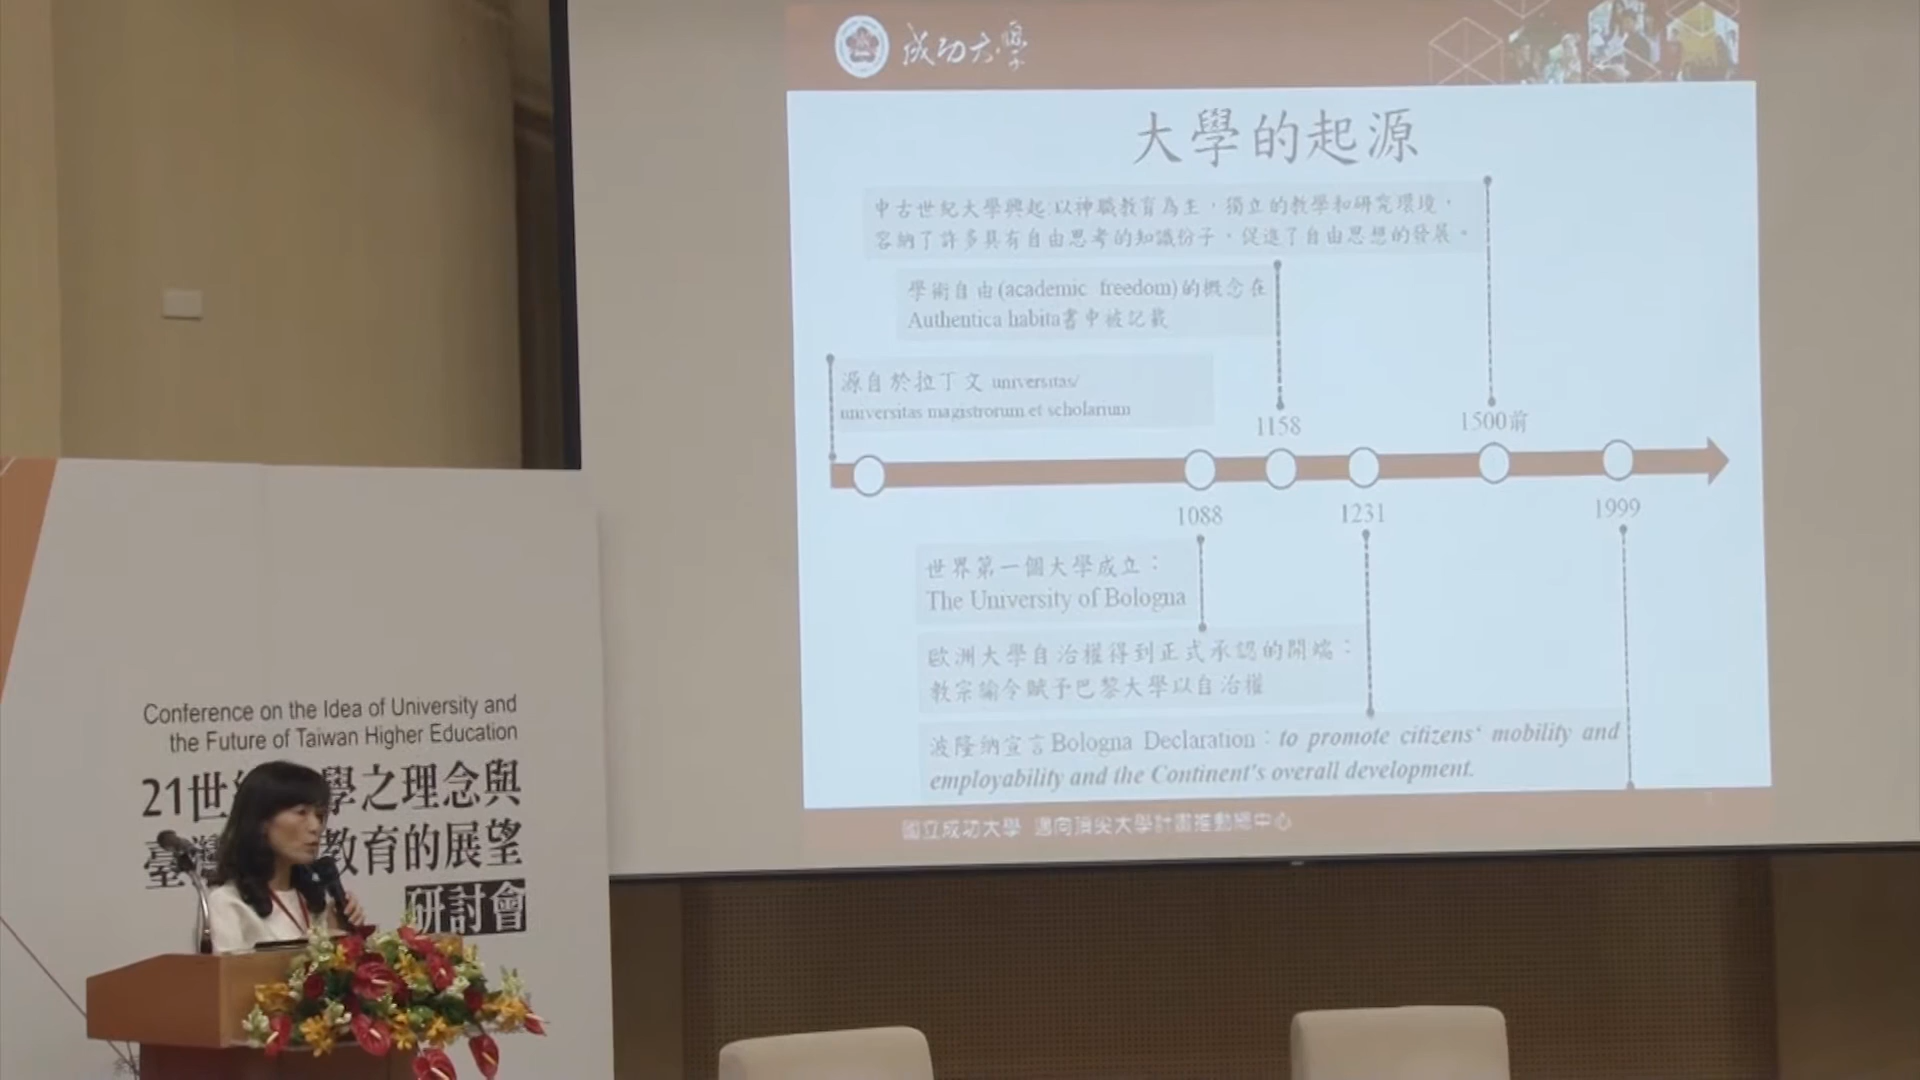 成功大學
大學的起源
中古世紀大學興起:以神職教育為主，獨立的教學和研究環境，
容納了許多具有自由思考的知識份子，促進了自由思想的發展。
學術自由(academic freedom)的概念在
Authentica habita書中被記載
源自於拉丁文 universitas/
universitas magistrorum et scholarium
1158
1500前
1088
1231
1999
世界第一個大學成立：
The University of Bologna
歐洲大學自治權得到正式承認的開端：
教宗諭令賦予巴黎大學以自治權
波隆納宣言Bologna Declaration：to promote citizens‘ mobility and
employability and the Continent's overall development.
國立成功大學 邁向頂尖大學計畫推動總中心
Conference on the Idea of University and
the Future of Taiwan Higher Education
21世 學之理念與
臺灣 教育的展望
研討會